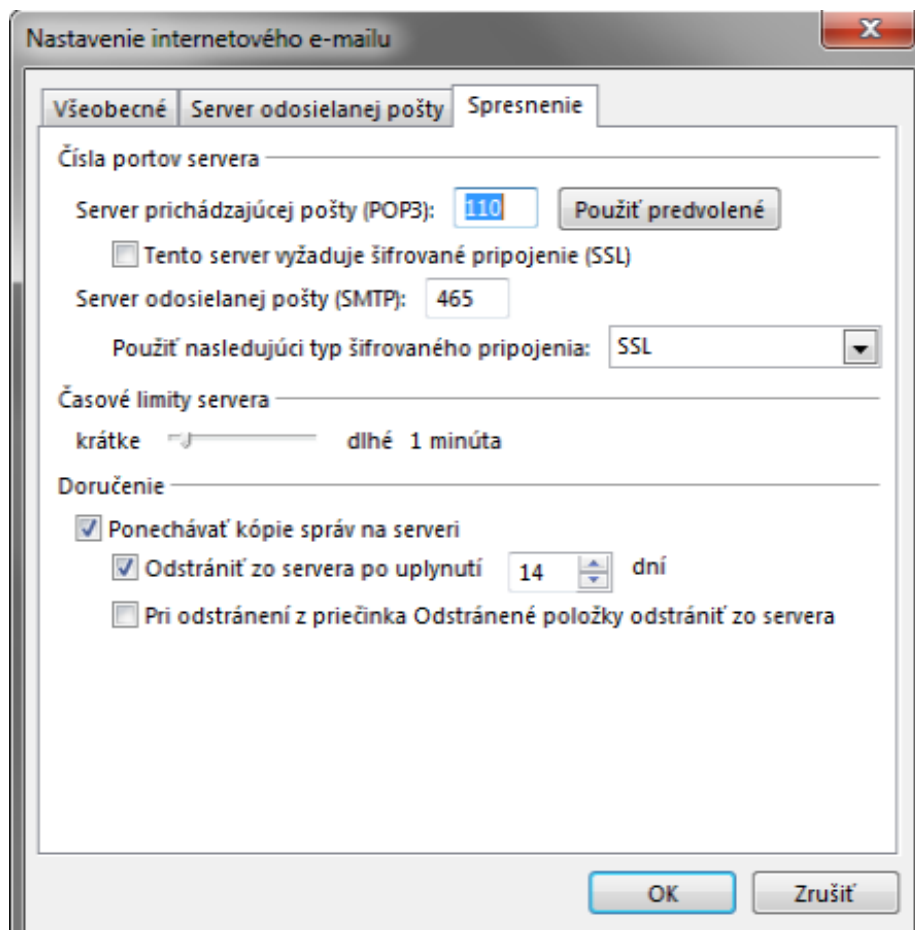 Nastavenie internetového e-mailu
Všeobecné Server odosielanej pošty Spresnenie
Čísla portov servera
Server prichádzajúcej pošty (POP3): 110 Použiť predvolené
Tento server vyžaduje šifrované pripojenie (SSL)
Server odosielanej pošty (SMTP): 465
Použiť nasledujúci typ šifrovaného pripojenia: SSL
Časové limity servera
krátke dlhé 1 minúta
Doručenie
Ponechávať kópie správ na serveri
Odstrániť zo servera po uplynutí 14 dní
Pri odstránení z priečinka Odstránené položky odstrániť zo servera
OK Zrušiť